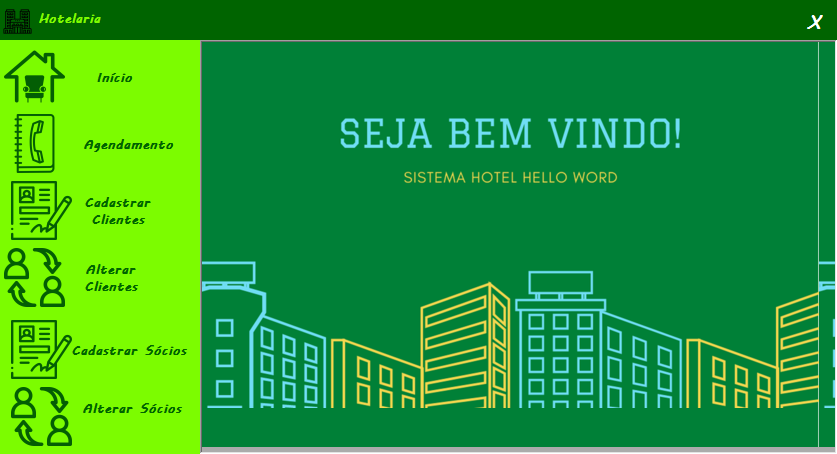 Hotelaria
X
Início
Agendamento
Cadastrar
Clientes
Alterar
Clientes
Cadastrar Sócios
Alterar Sócios
SEJA BEM VINDO!
SISTEMA HOTEL HELLO WORD